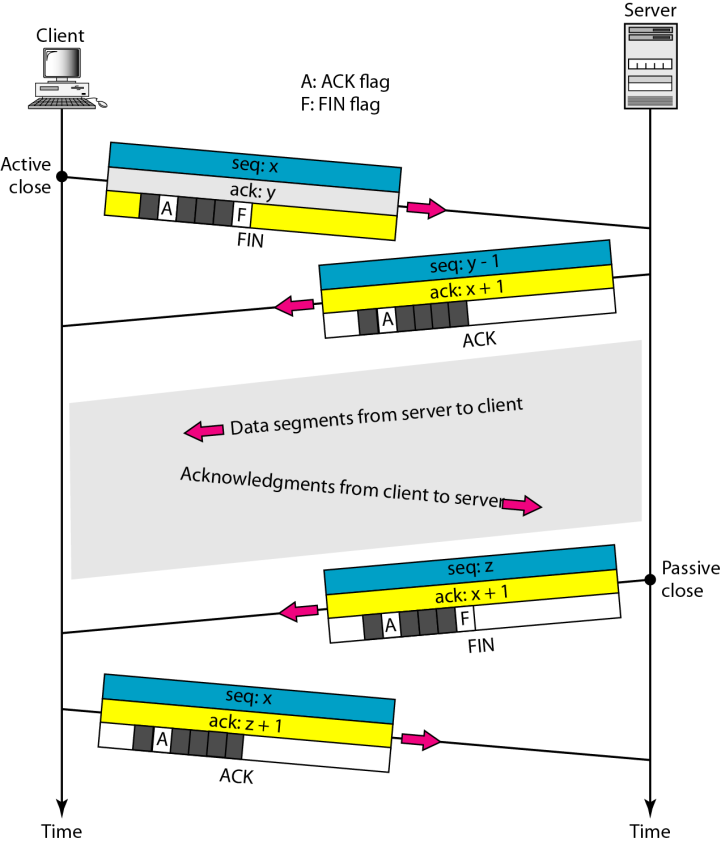 Client
Server
A: ACK flag
F: FIN flag
Active
close
seq: x
ack: y
A
F
FIN
seq: y - 1
ack: x + 1
A
ACK
Data segments from server to client
Acknowledgments from client to server
Passive
close
seq: z
ack: x + 1
A
F
FIN
seq: x
ack: z + 1
A
ACK
Time
Time